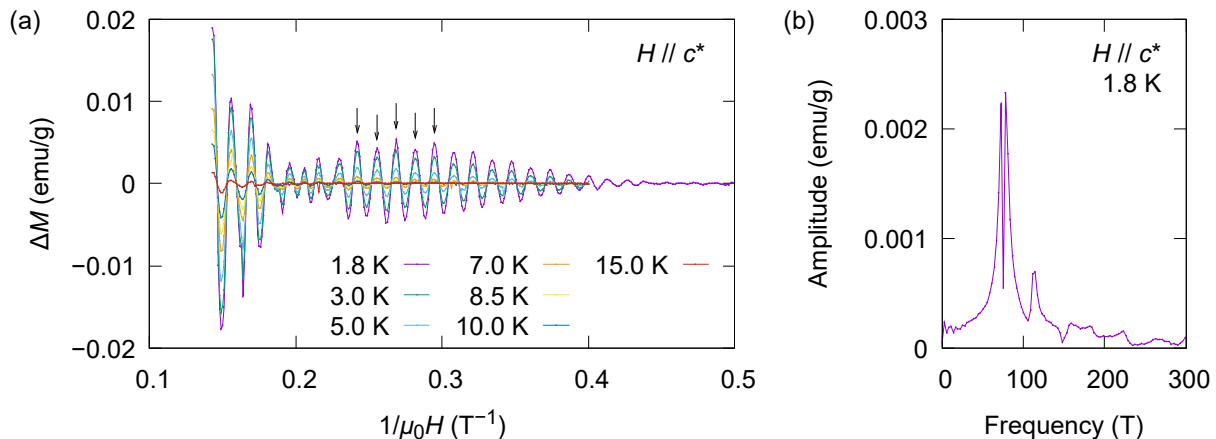 (a)
0.02
0.01
0
−0.01
−0.02
ΔM (emu/g)
H // c*
1.8 K
3.0 K
5.0 K
7.0 K
8.5 K
10.0 K
15.0 K
0.1
0.2
0.3
0.4
0.5
1/μ₀H (T⁻¹)
(b)
0.003
0.002
0.001
0
Amplitude (emu/g)
H // c*
1.8 K
0
100
200
300
Frequency (T)